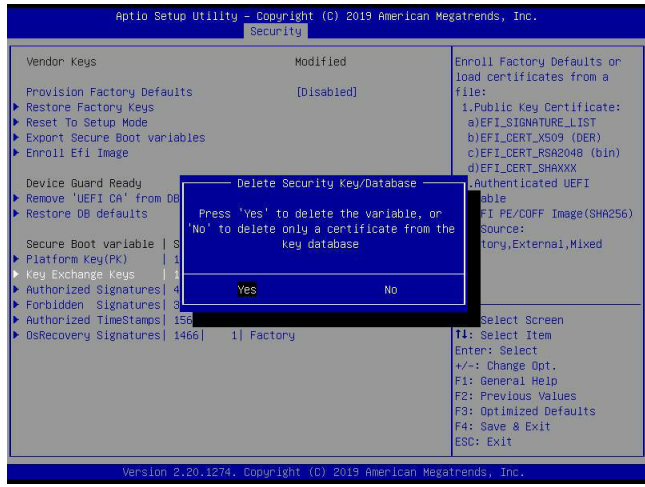 Aptio Setup Utility – Copyright (C) 2019 American Megatrends, Inc.
Security
Vendor Keys Modified
Provision Factory Defaults [Disabled]
Restore Factory Keys
Reset To Setup Mode
Export Secure Boot variables
Enroll Efi Image
Device Guard Ready
Remove 'UEFI CA' from DB
Restore DB defaults
Secure Boot variable | S
Platform Key(PK) | 1
Key Exchange Keys | 1
Authorized Signatures| 4
Forbidden Signatures| 3
Authorized TimeStamps| 156
OsRecovery Signatures| 1466| 1| Factory
Delete Security Key/Database
Press 'Yes' to delete the variable, or
'No' to delete only a certificate from the
key database
Yes No
Enroll Factory Defaults or
load certificates from a
file:
1.Public Key Certificate:
a)EFI_SIGNATURE_LIST
b)EFI_CERT_X509 (DER)
c)EFI_CERT_RSA2048 (bin)
d)EFI_CERT_SHAXXX
.Authenticated UEFI
able
FI PE/COFF Image(SHA256)
Source:
tory,External,Mixed
Select Screen
↑↓: Select Item
Enter: Select
+/-: Change Opt.
F1: General Help
F2: Previous Values
F3: Optimized Defaults
F4: Save & Exit
ESC: Exit
Version 2.20.1274. Copyright (C) 2019 American Megatrends, Inc.